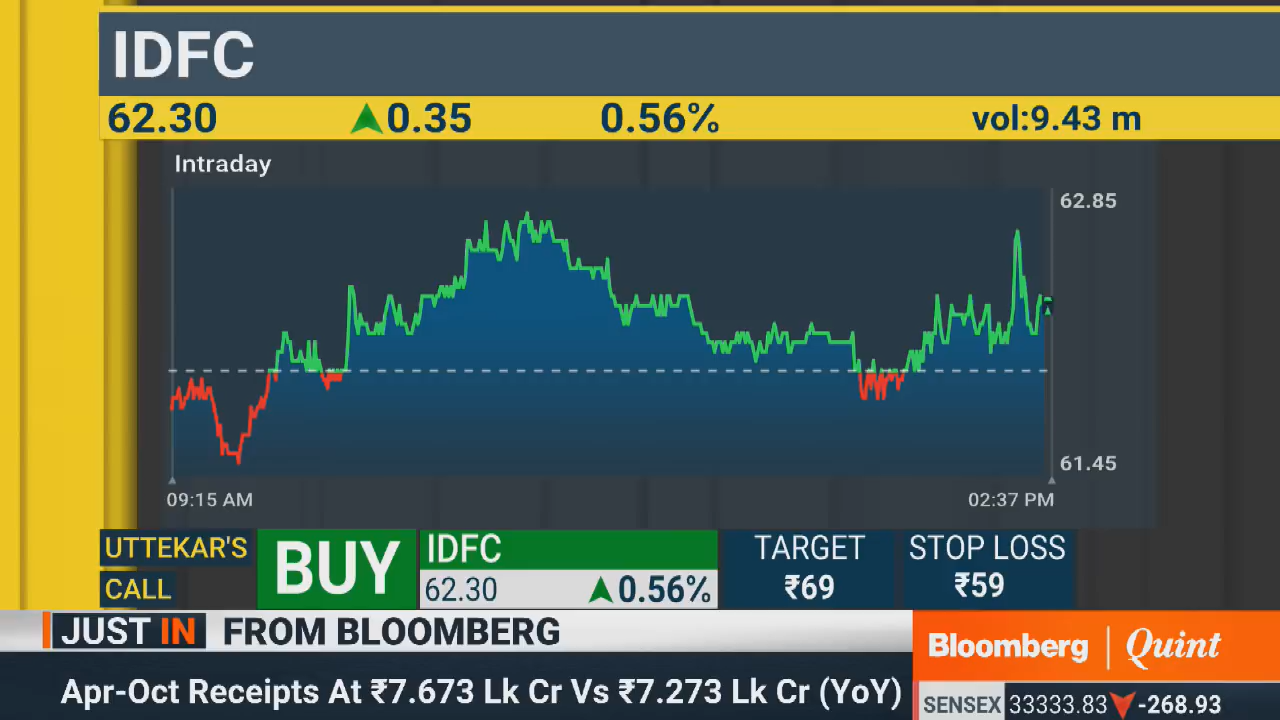 IDFC
62.30 0.35 0.56% vol:9.43 m
Intraday
62.85
61.45
09:15 AM 02:37 PM
UTTEKAR'S
CALL
BUY
IDFC
62.30 0.56%
TARGET
₹69
STOP LOSS
₹59
JUST IN FROM BLOOMBERG
Apr-Oct Receipts At ₹7.673 Lk Cr Vs ₹7.273 Lk Cr (YoY)
Bloomberg | Quint
SENSEX 33333.83 -268.93